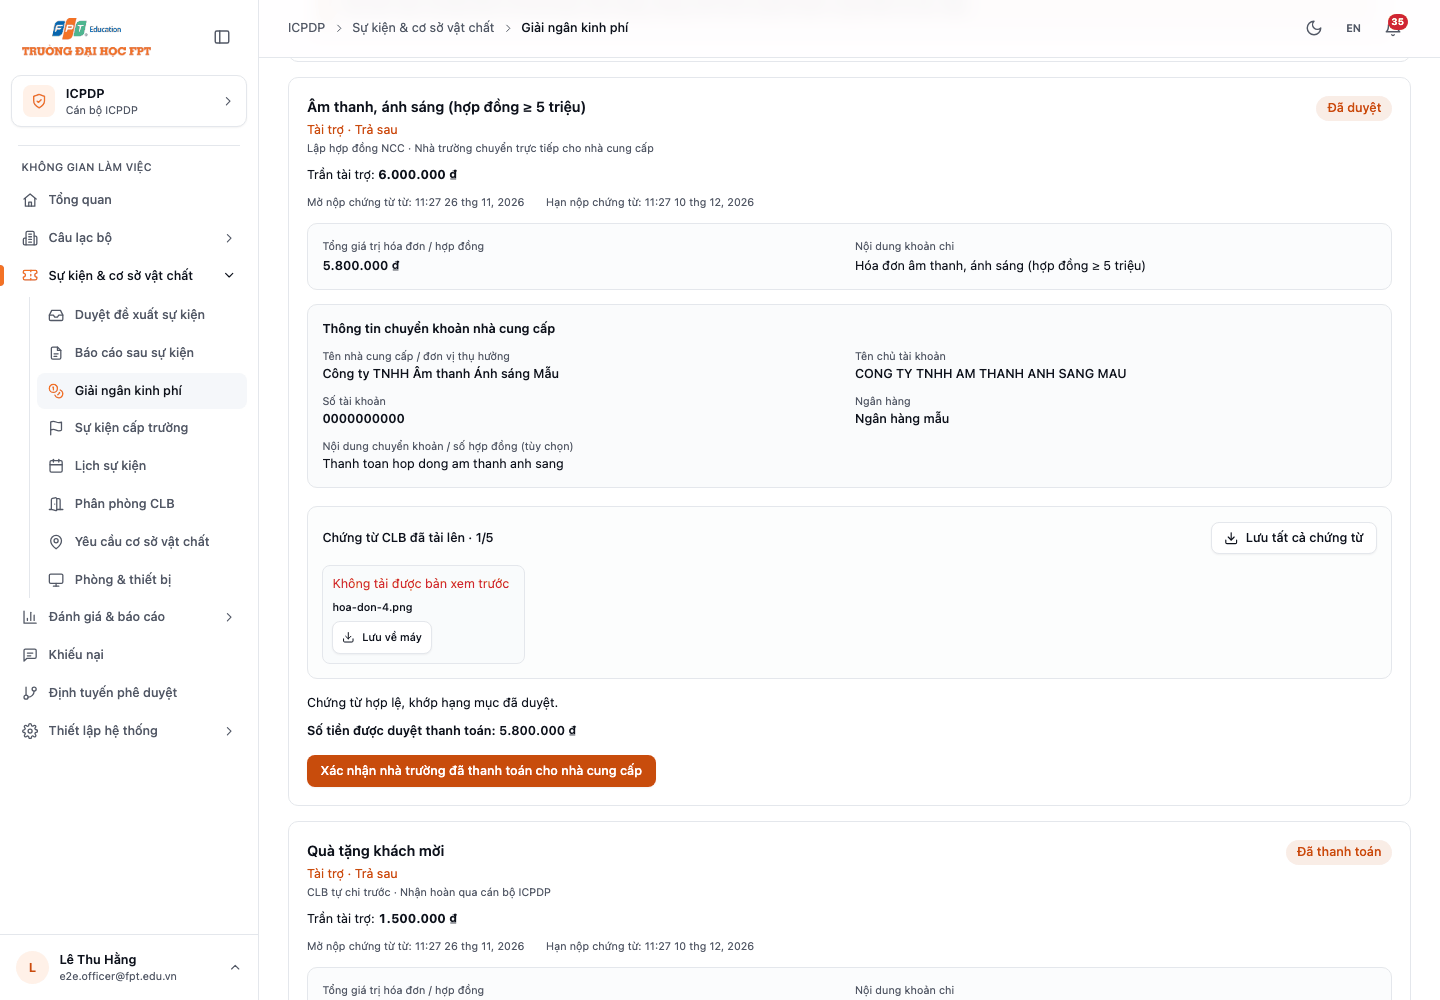 FPT Education
TRƯỜNG ĐẠI HỌC FPT
ICPDP
Cán bộ ICPDP
KHÔNG GIAN LÀM VIỆC
Tổng quan
Câu lạc bộ
Sự kiện & cơ sở vật chất
Duyệt đề xuất sự kiện
Báo cáo sau sự kiện
Giải ngân kinh phí
Sự kiện cấp trường
Lịch sự kiện
Phân phòng CLB
Yêu cầu cơ sở vật chất
Phòng & thiết bị
Đánh giá & báo cáo
Khiếu nại
Định tuyến phê duyệt
Thiết lập hệ thống
L
Lê Thu Hằng
e2e.officer@fpt.edu.vn
ICPDP > Sự kiện & cơ sở vật chất > Giải ngân kinh phí
EN
35
Âm thanh, ánh sáng (hợp đồng ≥ 5 triệu)
Đã duyệt
Tài trợ · Trả sau
Lập hợp đồng NCC · Nhà trường chuyển trực tiếp cho nhà cung cấp
Trần tài trợ: 6.000.000 ₫
Mở nộp chứng từ từ: 11:27 26 thg 11, 2026 Hạn nộp chứng từ: 11:27 10 thg 12, 2026
Tổng giá trị hóa đơn / hợp đồng
5.800.000 ₫
Nội dung khoản chi
Hóa đơn âm thanh, ánh sáng (hợp đồng ≥ 5 triệu)
Thông tin chuyển khoản nhà cung cấp
Tên nhà cung cấp / đơn vị thụ hưởng
Công ty TNHH Âm thanh Ánh sáng Mẫu
Tên chủ tài khoản
CONG TY TNHH AM THANH ANH SANG MAU
Số tài khoản
0000000000
Ngân hàng
Ngân hàng mẫu
Nội dung chuyển khoản / số hợp đồng (tùy chọn)
Thanh toan hop dong am thanh anh sang
Chứng từ CLB đã tải lên · 1/5
Lưu tất cả chứng từ
Không tải được bản xem trước
hoa-don-4.png
Lưu về máy
Chứng từ hợp lệ, khớp hạng mục đã duyệt.
Số tiền được duyệt thanh toán: 5.800.000 ₫
Xác nhận nhà trường đã thanh toán cho nhà cung cấp
Quà tặng khách mời
Đã thanh toán
Tài trợ · Trả sau
CLB tự chi trước · Nhận hoàn qua cán bộ ICPDP
Trần tài trợ: 1.500.000 ₫
Mở nộp chứng từ từ: 11:27 26 thg 11, 2026 Hạn nộp chứng từ: 11:27 10 thg 12, 2026
Tổng giá trị hóa đơn / hợp đồng
Nội dung khoản chi